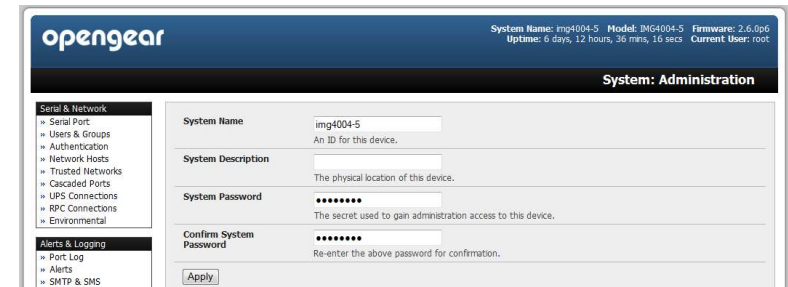 opengear
System Name: img4004-5 Model: IMG4004-5 Firmware: 2.6.0p6
Uptime: 6 days, 12 hours, 36 mins, 16 secs Current User: root
System: Administration
Serial & Network
» Serial Port
» Users & Groups
» Authentication
» Network Hosts
» Trusted Networks
» Cascaded Ports
» UPS Connections
» RPC Connections
» Environmental
Alerts & Logging
» Port Log
» Alerts
» SMTP & SMS
System Name
img4004-5
An ID for this device.
System Description
The physical location of this device.
System Password
●●●●●●●●
The secret used to gain administration access to this device.
Confirm System
Password
●●●●●●●●
Re-enter the above password for confirmation.
Apply